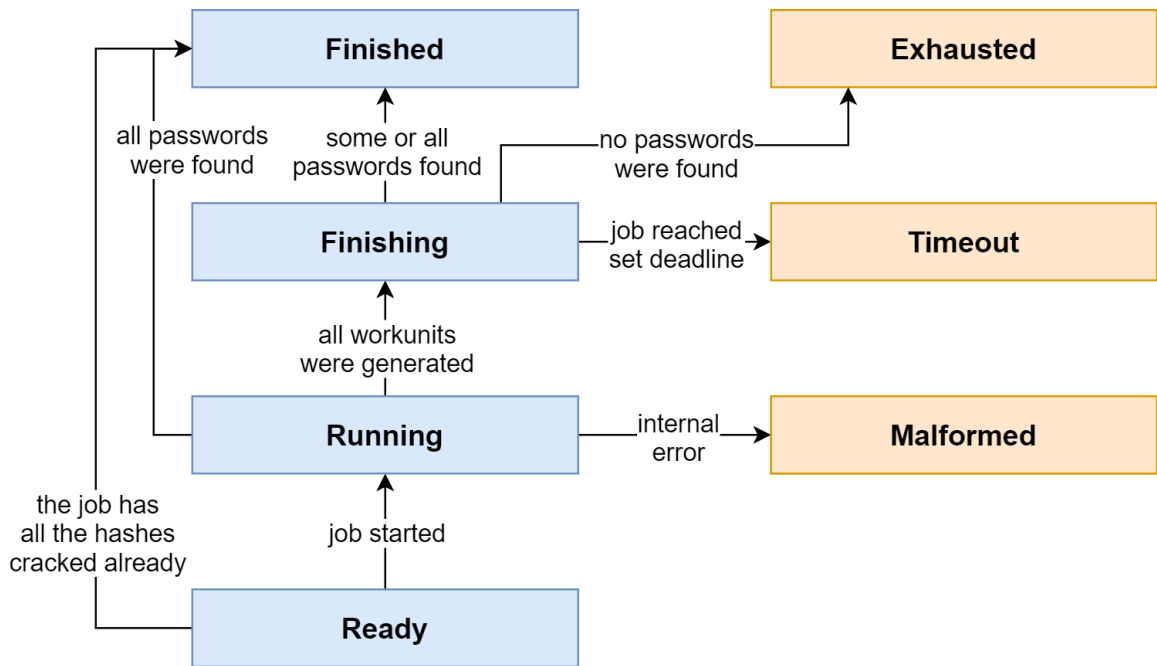 Finished
Exhausted
all passwords
were found
some or all
passwords found
no passwords
were found
Finishing
job reached
set deadline
Timeout
all workunits
were generated
Running
internal
error
Malformed
the job has
all the hashes
cracked already
job started
Ready